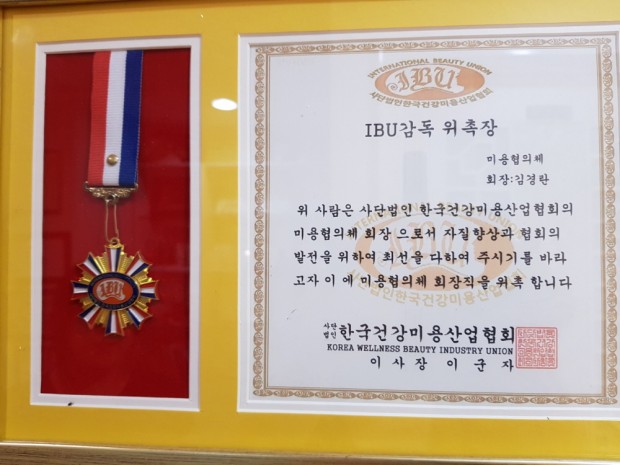 INTERNATIONAL BEAUTY UNION
IBU
사단법인한국건강미용산업협회
IBU감독 위촉장
미용협의체
회장:김경란
위 사람은 사단법인 한국건강미용산업협회의
미용협의체 회장 으로서 자질향상과 협회의
발전을 위하여 최선을 다하여 주시기를 바라
고자 이 에 미용협의체 회장직을 위촉 합니다
사단법인 한국건강미용산업협회
KOREA WELLNESS BEAUTY INDUSTRY UNION
이 사 장 이 군 자
IBU